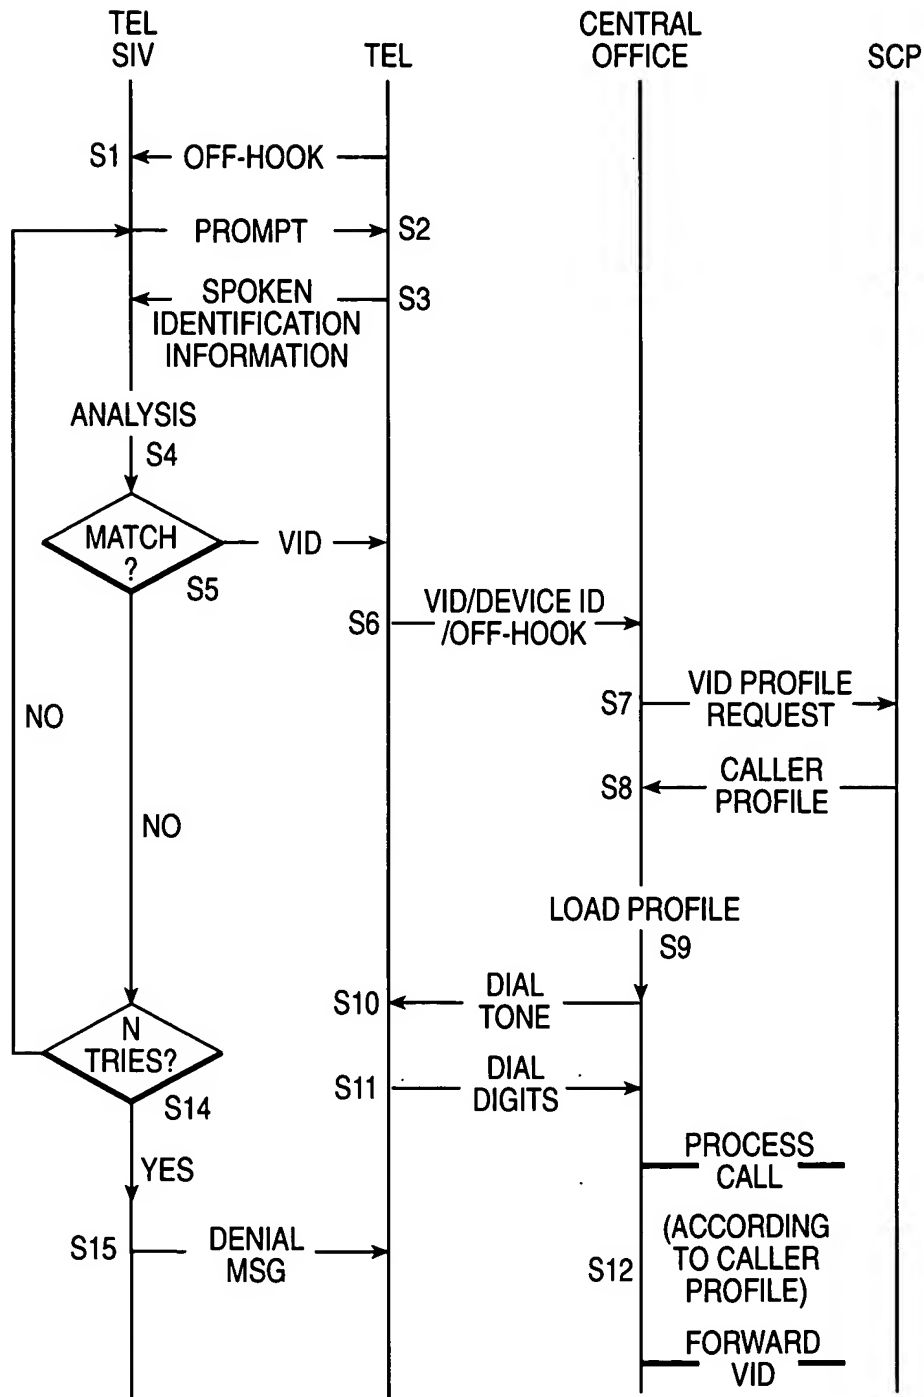 TEL
SIV
TEL
CENTRAL
OFFICE
SCP
S1
OFF-HOOK
PROMPT
S2
SPOKEN
IDENTIFICATION
INFORMATION
S3
ANALYSIS
S4
MATCH
?
S5
VID
S6
VID/DEVICE ID
/OFF-HOOK
S7
VID PROFILE
REQUEST
NO
S8
CALLER
PROFILE
NO
LOAD PROFILE
S9
S10
DIAL
TONE
N
TRIES?
S14
S11
DIAL
DIGITS
YES
PROCESS
CALL
S15
DENIAL
MSG
S12
(ACCORDING
TO CALLER
PROFILE)
FORWARD
VID